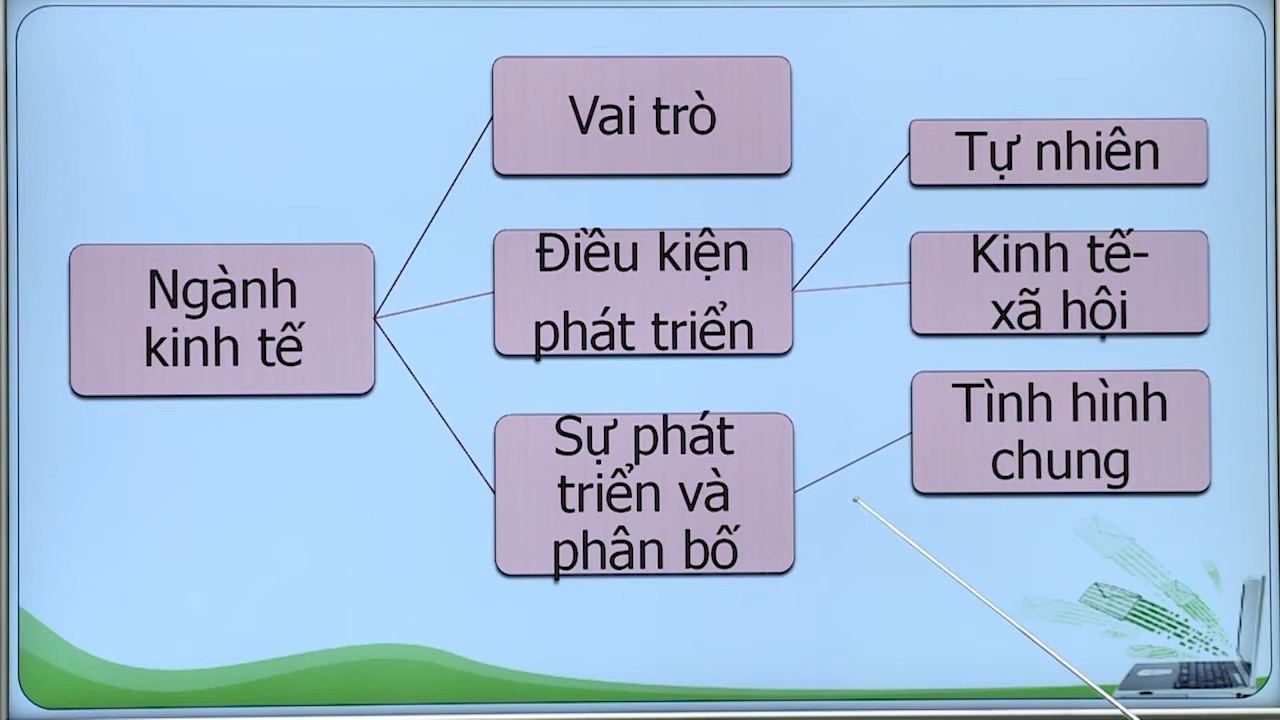 Ngành
kinh tế
Vai trò
Điều kiện
phát triển
Sự phát
triển và
phân bố
Tự nhiên
Kinh tế-
xã hội
Tình hình
chung